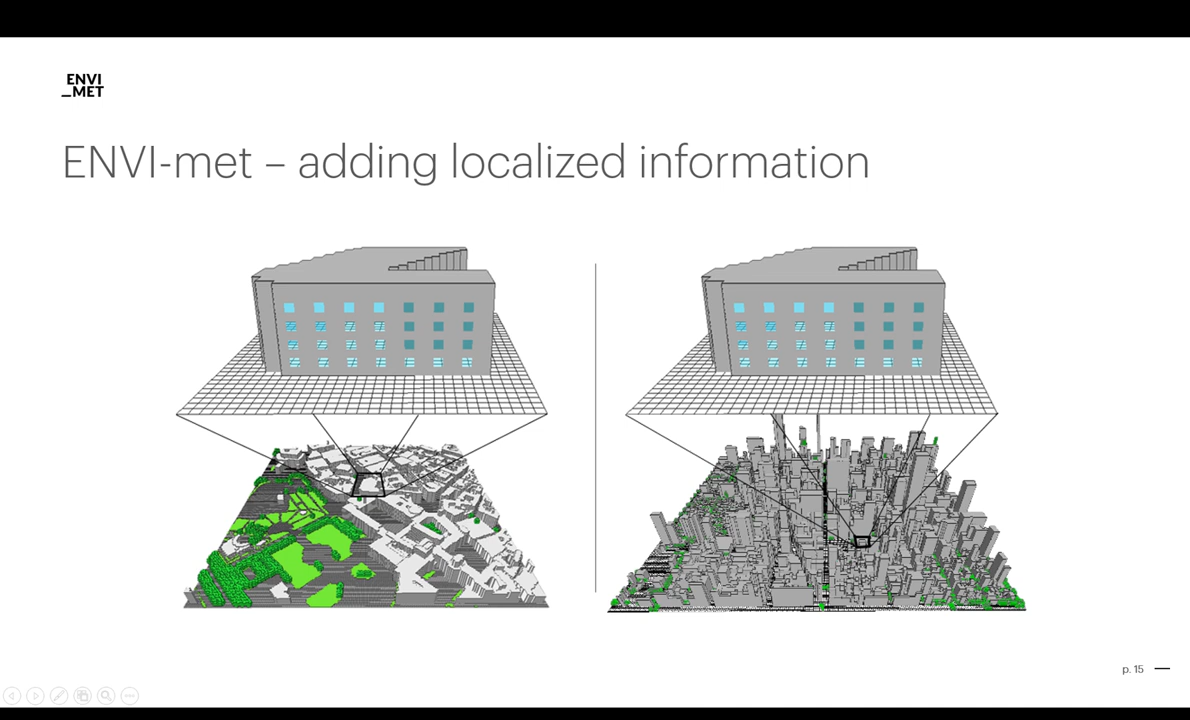 ENVI
_MET
ENVI-met – adding localized information
p. 15